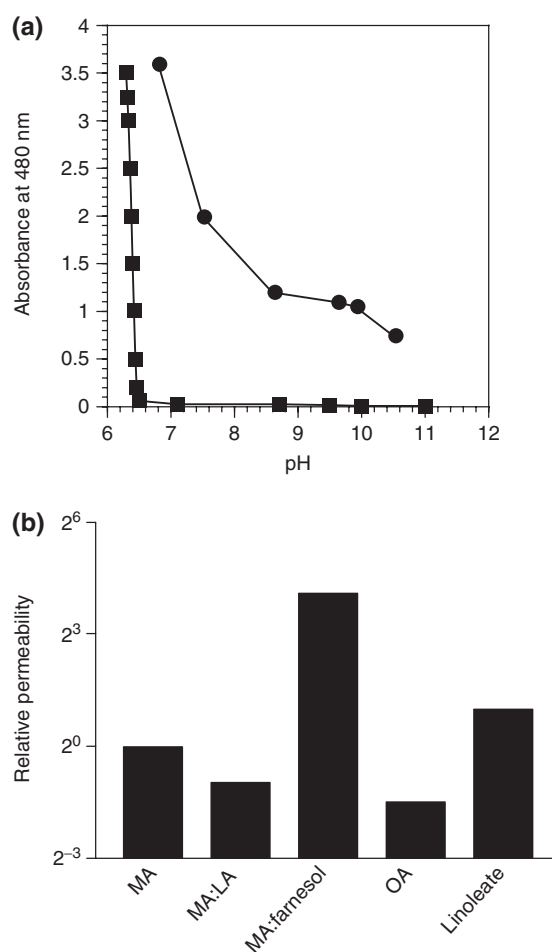 (a)
4
3.5
3
2.5
2
1.5
1
0.5
0
Absorbance at 480 nm
6 7 8 9 10 11 12
pH
(b)
2⁶
2³
2⁰
2⁻³
Relative permeability
MA MA:LA MA:farnesol OA Linoleate